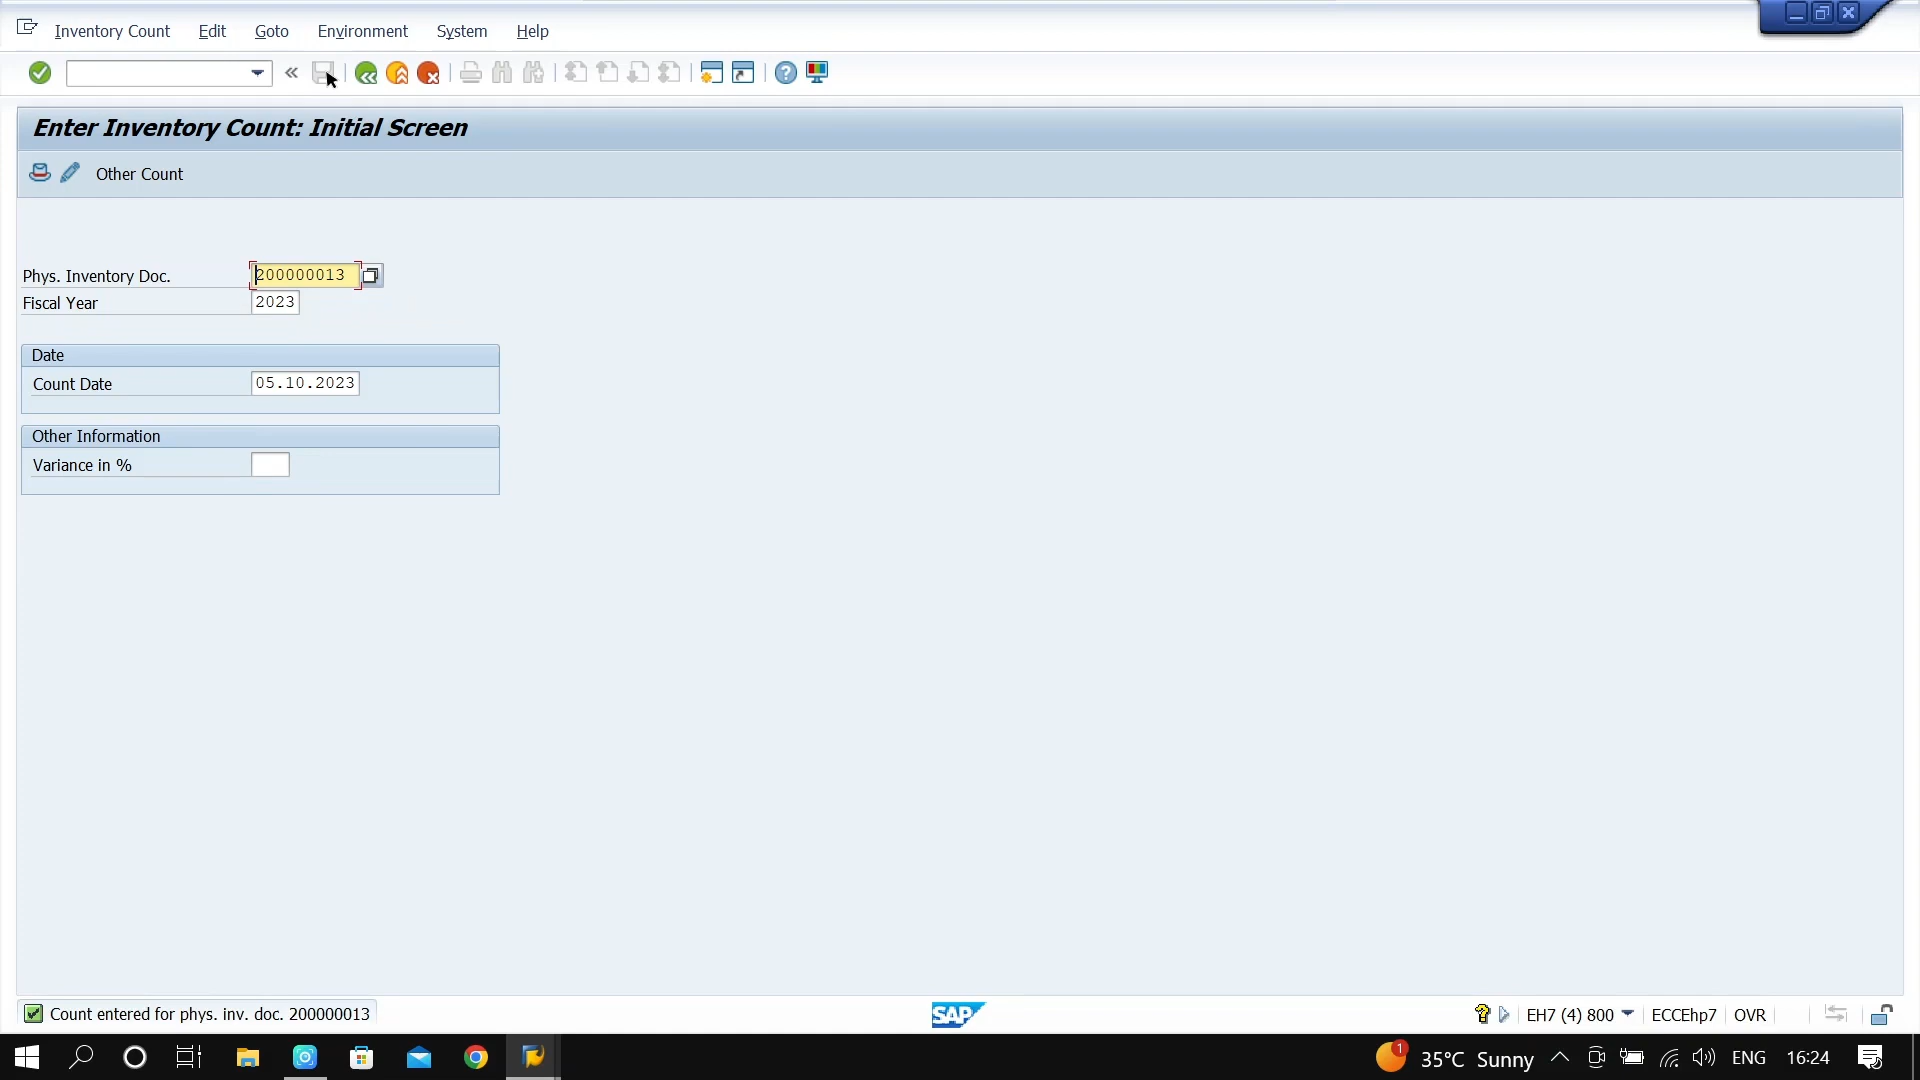 Inventory Count Edit Goto Environment System Help
Enter Inventory Count: Initial Screen
Other Count
Phys. Inventory Doc. 200000013
Fiscal Year 2023
Date
Count Date 05.10.2023
Other Information
Variance in %
Count entered for phys. inv. doc. 200000013
SAP
EH7 (4) 800 ECCEhp7 OVR
1 35°C Sunny ENG 16:24